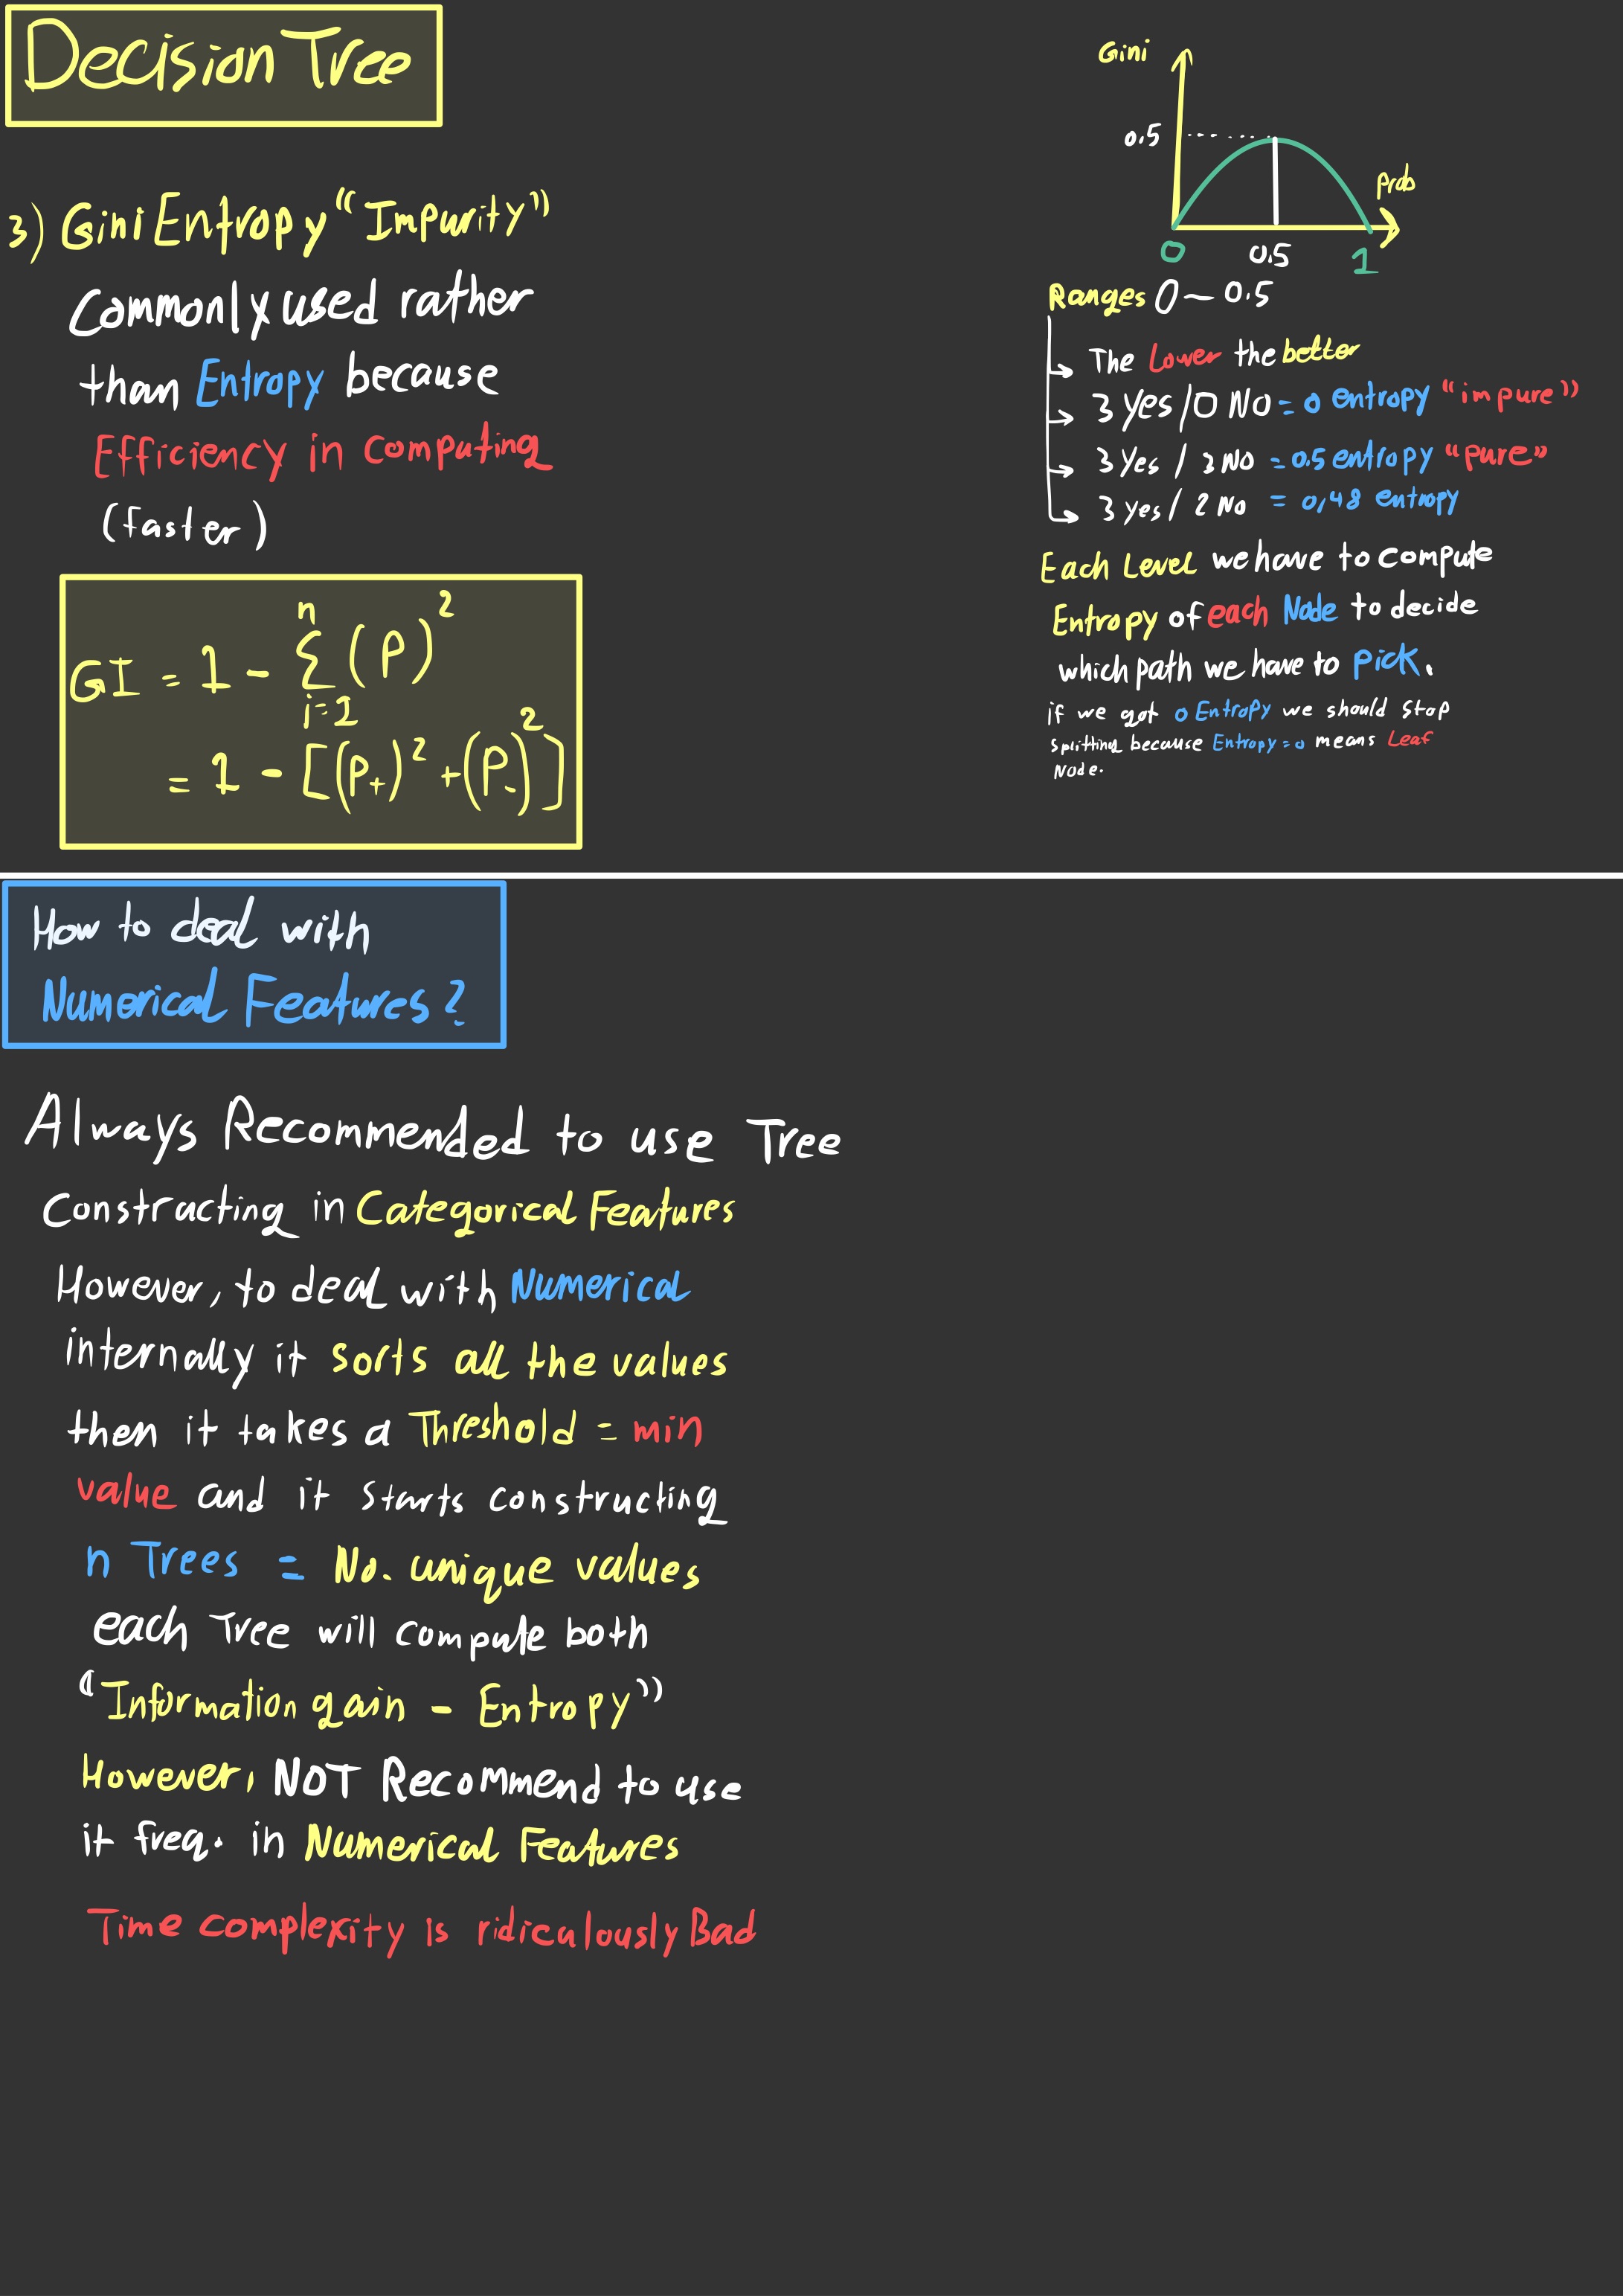 Decision Tree
3) Gini Entropy "Impurity"
Commonly used rather
than Entropy because
Efficiency in computing
(faster)
GI = 1 - n Σ i=1 (P)²
= 1 - [(P+)² + (P-)²]
Gini
0.5
Prob
0 0.5 1
Ranges 0 — 0.5
The Lower the better
3 Yes / 0 No = 0 entropy "impure"
3 Yes / 3 No = 0.5 entropy "pure"
3 yes / 2 No = 0.48 entropy
Each Level we have to compute
Entropy of each Node to decide
which path we have to Pick.
if we got 0 Entropy we should stop
splitting because Entropy=0 means Leaf
Node.
How to deal with
Numerical Features?
Always Recommended to use Tree
Constracting in Categorical Features
However, to deal with Numerical
internally it sorts all the values
then it takes a Threshold = min
value and it starts constructing
n Trees = No. unique values
each Tree will compute both
"Information gain - Entropy"
However, NOT Recommend to use
it freq. in Numerical Features
Time complexity is ridiculously Bad